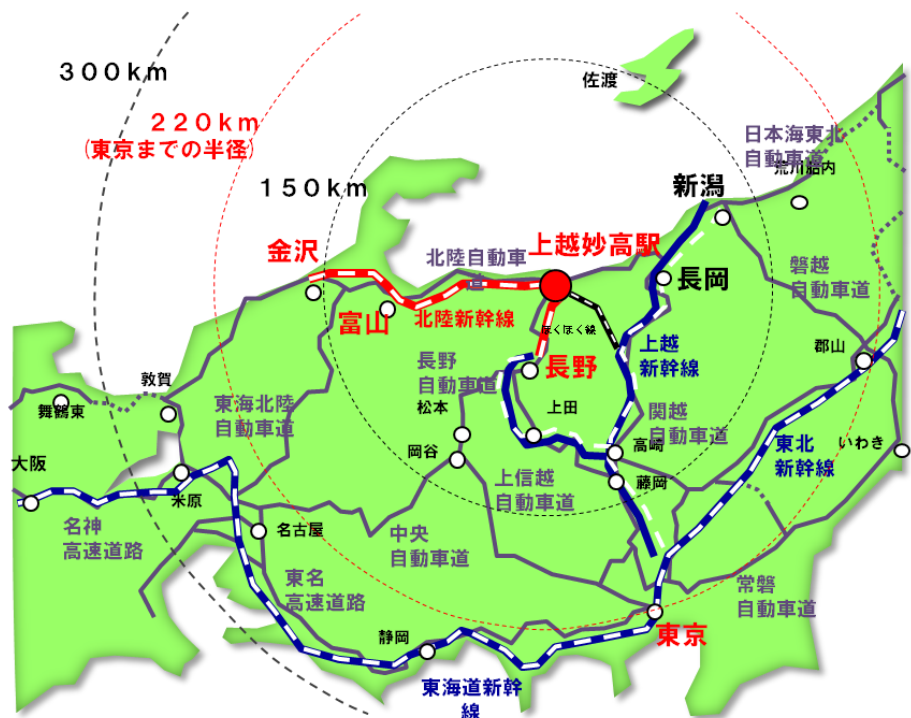 ３００ｋｍ
佐渡
２２０ｋｍ
(東京までの半径)
日本海東北
自動車道
荒川胎内
１５０ｋｍ
新潟
金沢
北陸自動車
道
上越妙高駅
長岡
磐越
自動車道
富山
北陸新幹線
ほくほく線
上越
新幹線
郡山
長野
自動車道
長野
敦賀
舞鶴東
東海北陸
自動車道
松本
上田
関越
自動車道
高崎
東北
新幹線
いわき
大阪
岡谷
上信越
自動車道
藤岡
米原
名神
高速道路
名古屋
中央
自動車道
東名
高速道路
常磐
自動車道
静岡
東京
東海道新幹
線